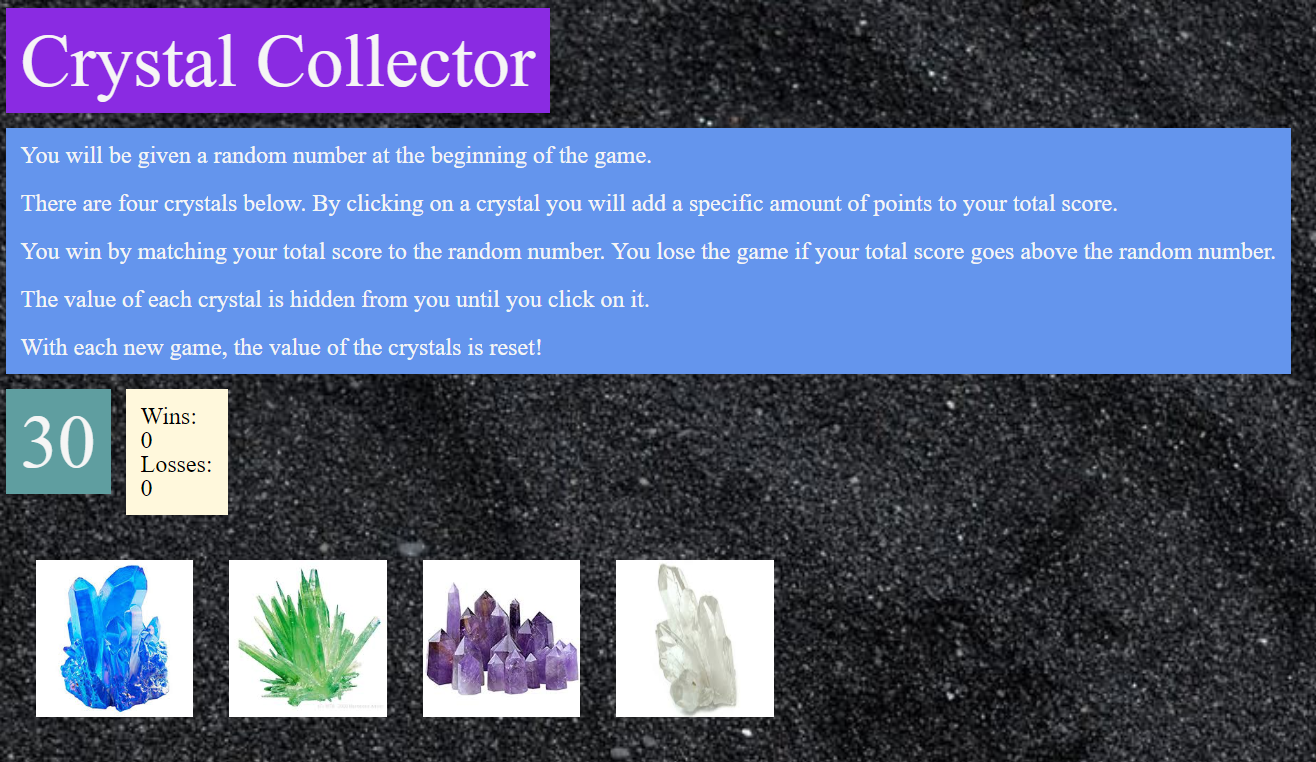 Crystal Collector
You will be given a random number at the beginning of the game.
There are four crystals below. By clicking on a crystal you will add a specific amount of points to your total score.
You win by matching your total score to the random number. You lose the game if your total score goes above the random number.
The value of each crystal is hidden from you until you click on it.
With each new game, the value of the crystals is reset!
30
Wins:
0
Losses:
0